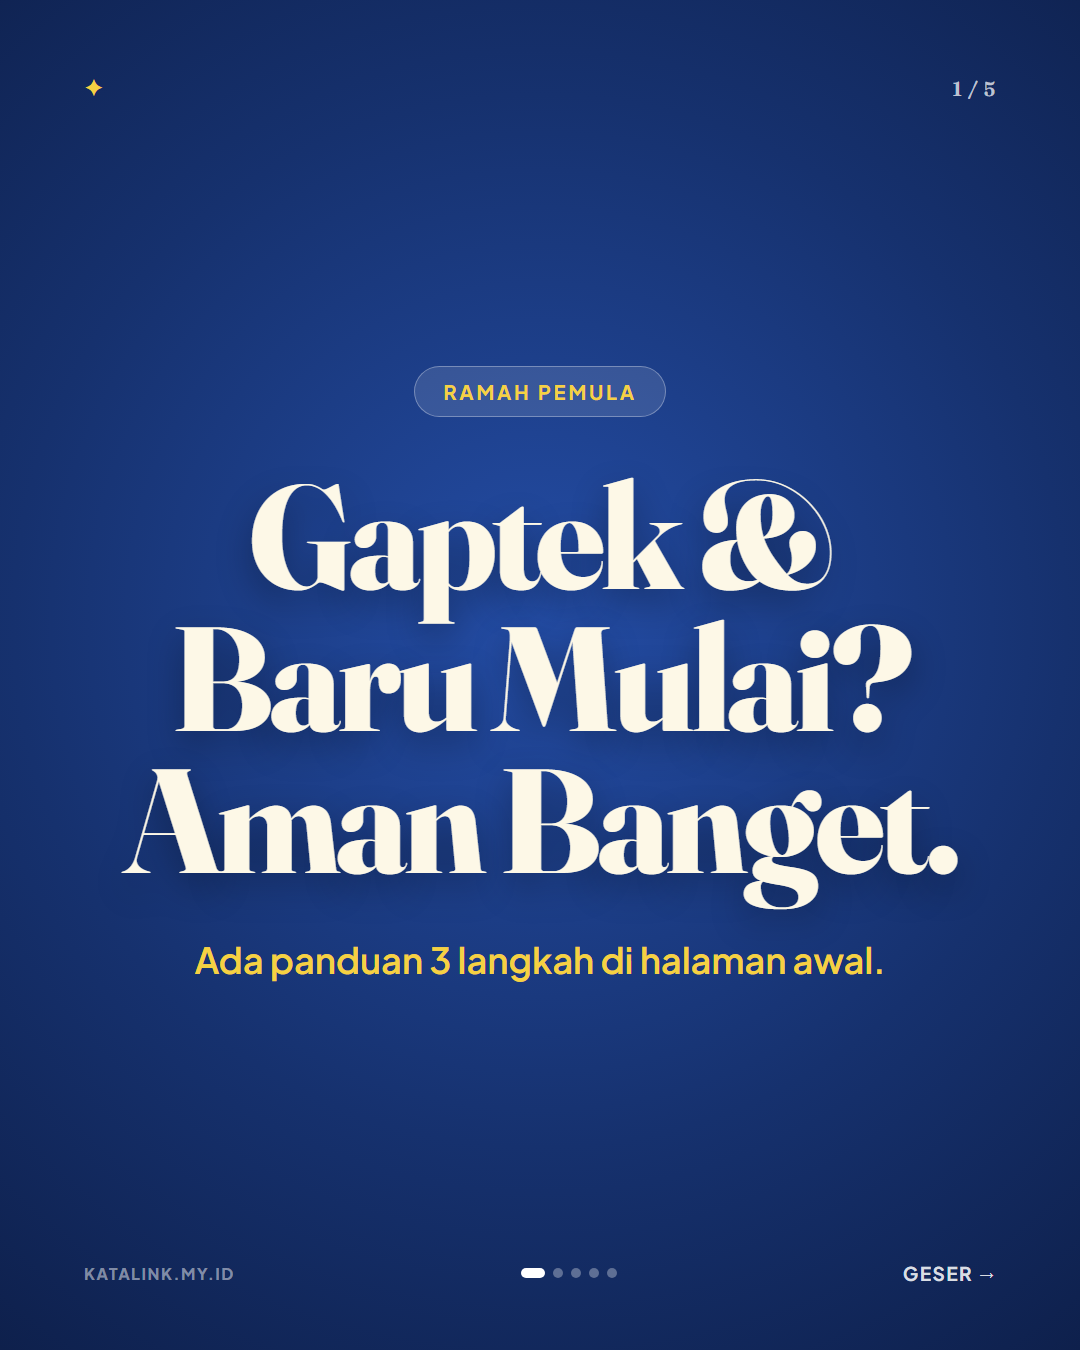 ✦
1 / 5
RAMAH PEMULA
Gaptek &
Baru Mulai?
Aman Banget.
Ada panduan 3 langkah di halaman awal.
KATALINK.MY.ID
GESER →